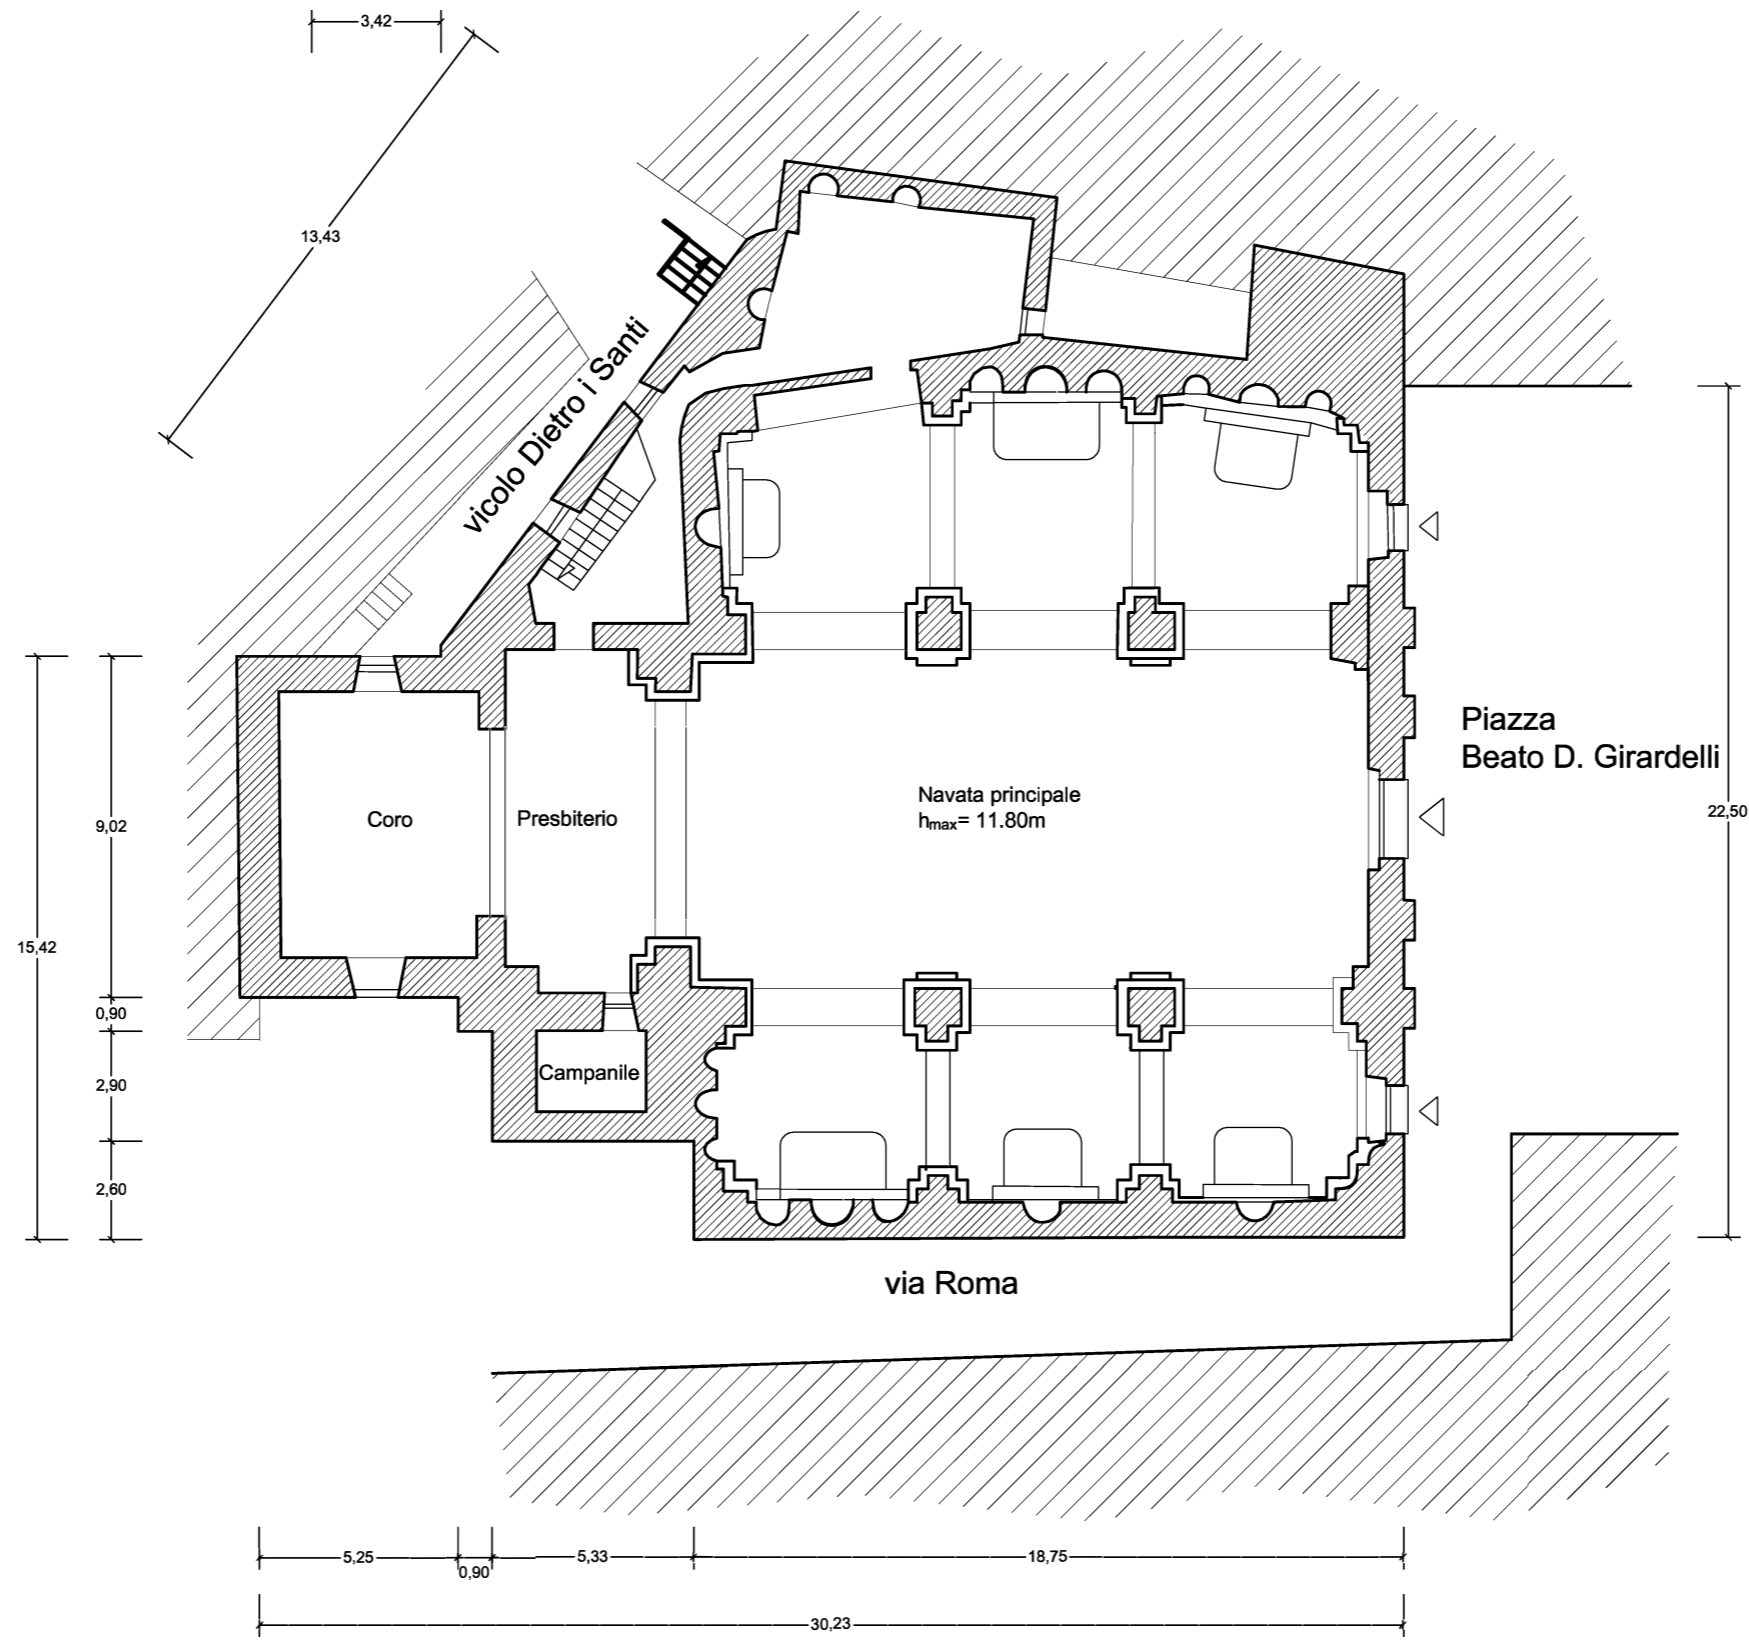 3,42
13,43
vicolo Dietro i Santi
Piazza
Beato D. Girardelli
Navata principale
hmax= 11.80m
Coro
Presbiterio
22,50
9,02
15,42
0,90
Campanile
2,90
2,60
via Roma
5,25
0,90
5,33
18,75
30,23